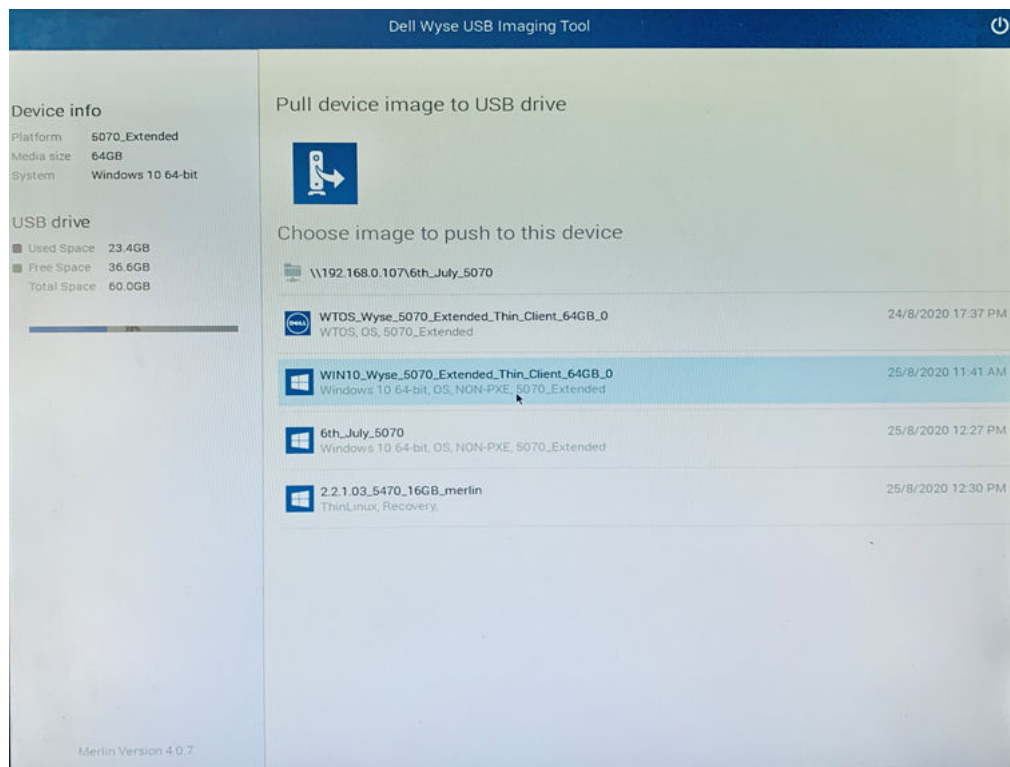 Dell Wyse USB Imaging Tool
Device info
Platform 5070_Extended
Media size 64GB
System Windows 10 64-bit
USB drive
Used Space 23.4GB
Free Space 36.6GB
Total Space 60.0GB
Pull device image to USB drive
Choose image to push to this device
\\192.168.0.107\6th_July_5070
DELL
WTOS_Wyse_5070_Extended_Thin_Client_64GB_0 24/8/2020 17:37 PM
WTOS, OS, 5070_Extended
WIN10_Wyse_5070_Extended_Thin_Client_64GB_0 25/8/2020 11:41 AM
Windows 10 64-bit, OS, NON-PXE, 5070_Extended
6th_July_5070 25/8/2020 12:27 PM
Windows 10 64-bit, OS, NON-PXE, 5070_Extended
2.2.1.03_5470_16GB_merlin 25/8/2020 12:30 PM
ThinLinux, Recovery,
Merlin Version 4.0.7